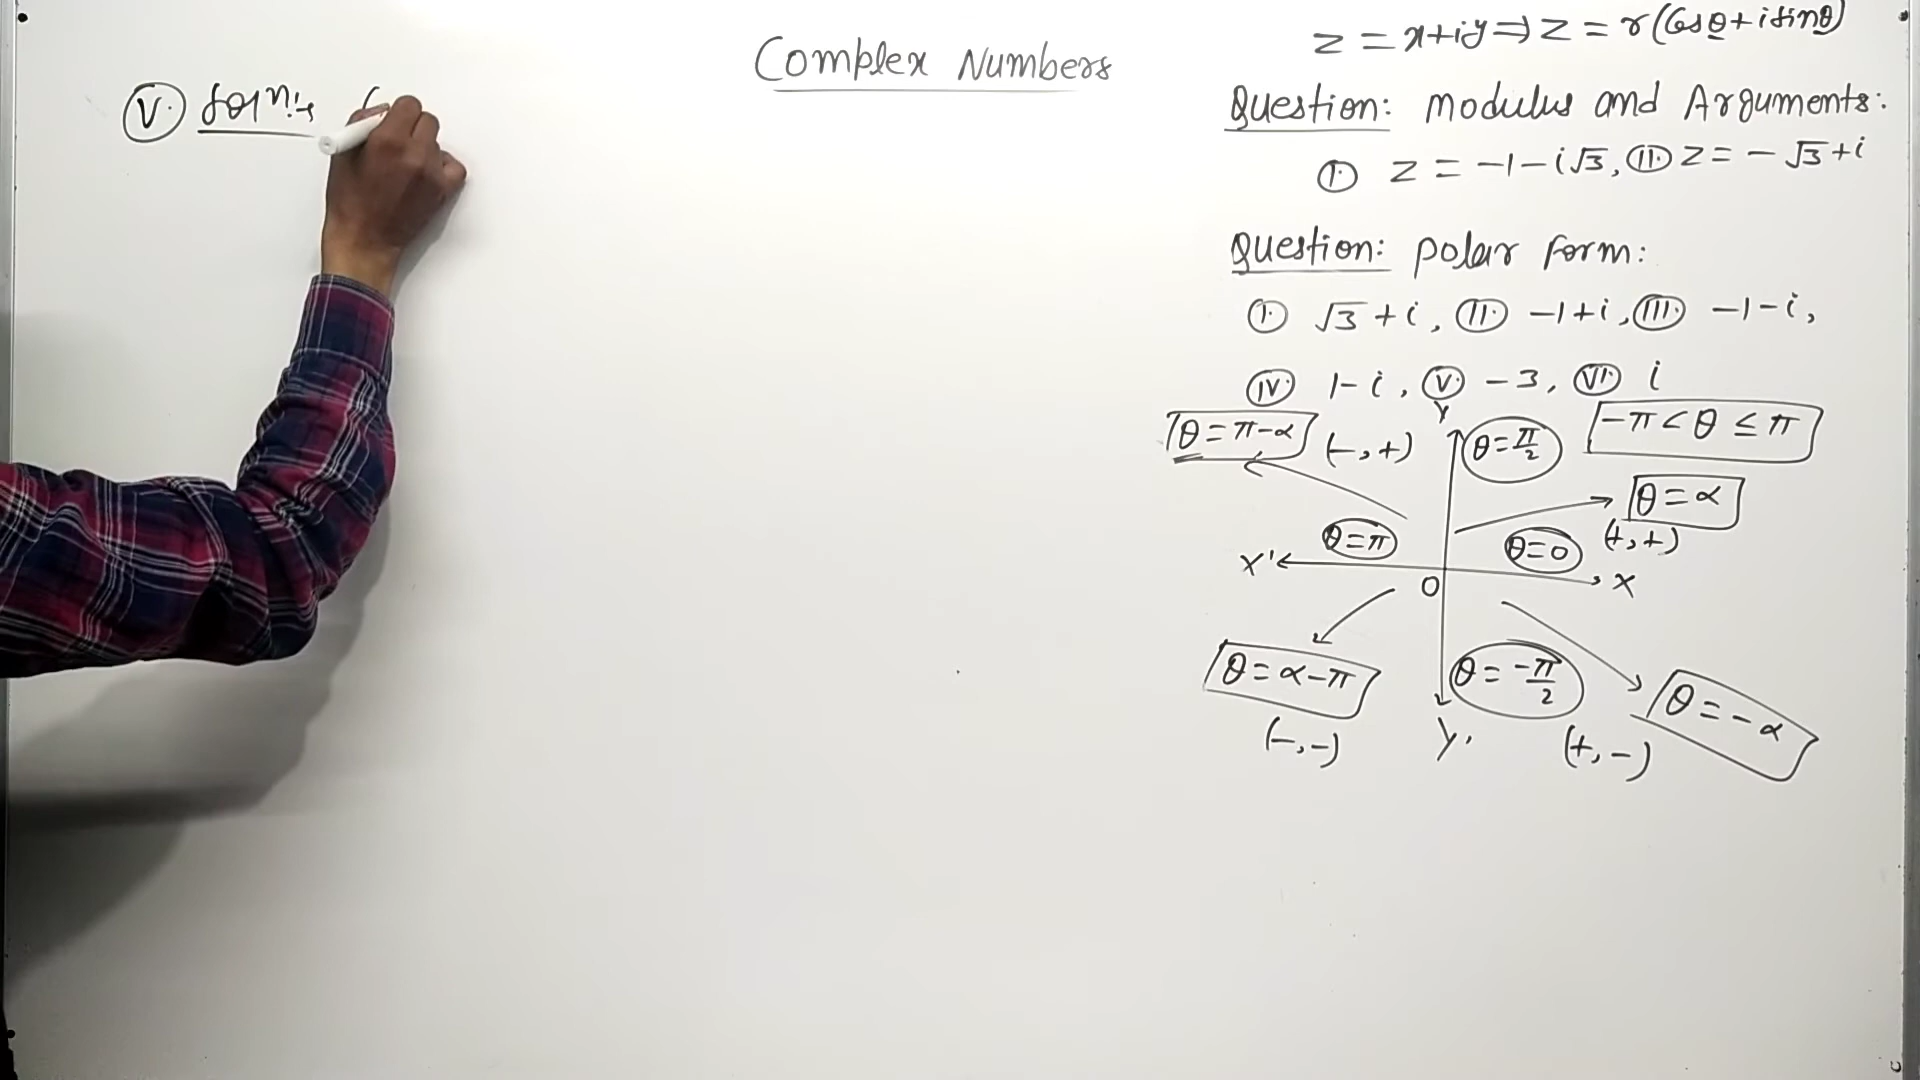 Complex Numbers
V. Soln:→ (
z = x+iy ⇒ z = r(Cosθ+isinθ)
Question: Modulus and Arguments:
I. z = -1-i√3, II. z = -√3+i
Question: polar form:
I. √3+i, II. -1+i, III. -1-i,
IV. 1-i, V. -3, VI. i
Y
θ=π-α (-,+) θ=π/2 -π<θ≤π
θ=α
(+,+)
θ=π θ=0
X' O X
θ=α-π θ=-π/2 θ=-α
(-,-) Y' (+,-)